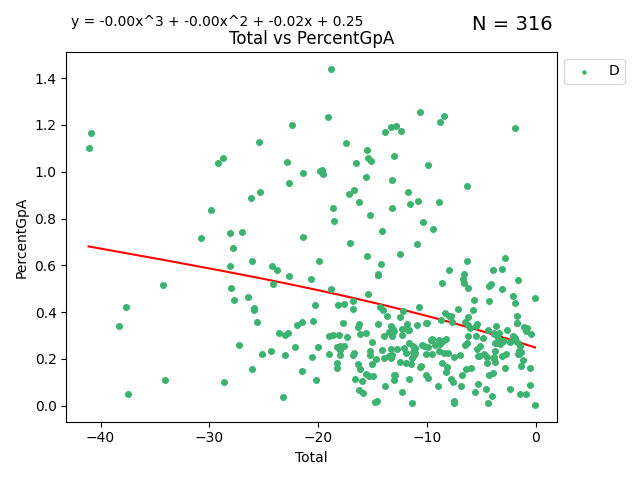 y = -0.00x^3 + -0.00x^2 + -0.02x + 0.25
N = 316
Total vs PercentGpA
D
PercentGpA
1.4
1.2
1.0
0.8
0.6
0.4
0.2
0.0
−40
−30
−20
−10
0
Total